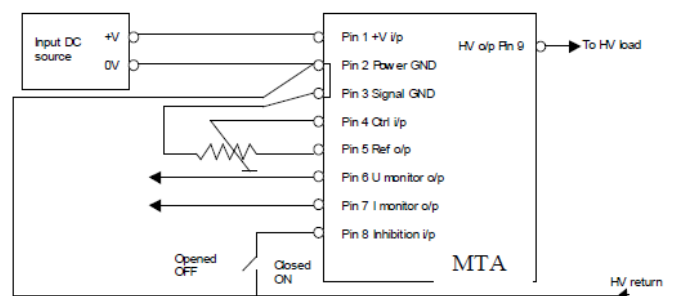 Input DC
source
+V
0V
Pin 1 +V i/p
Pin 2 Power GND
Pin 3 Signal GND
Pin 4 Ctrl i/p
Pin 5 Ref o/p
Pin 6 U monitor o/p
Pin 7 I monitor o/p
Pin 8 Inhibition i/p
HV o/p Pin 9
To HV load
Opened
OFF
Closed
ON
MTA
HV return